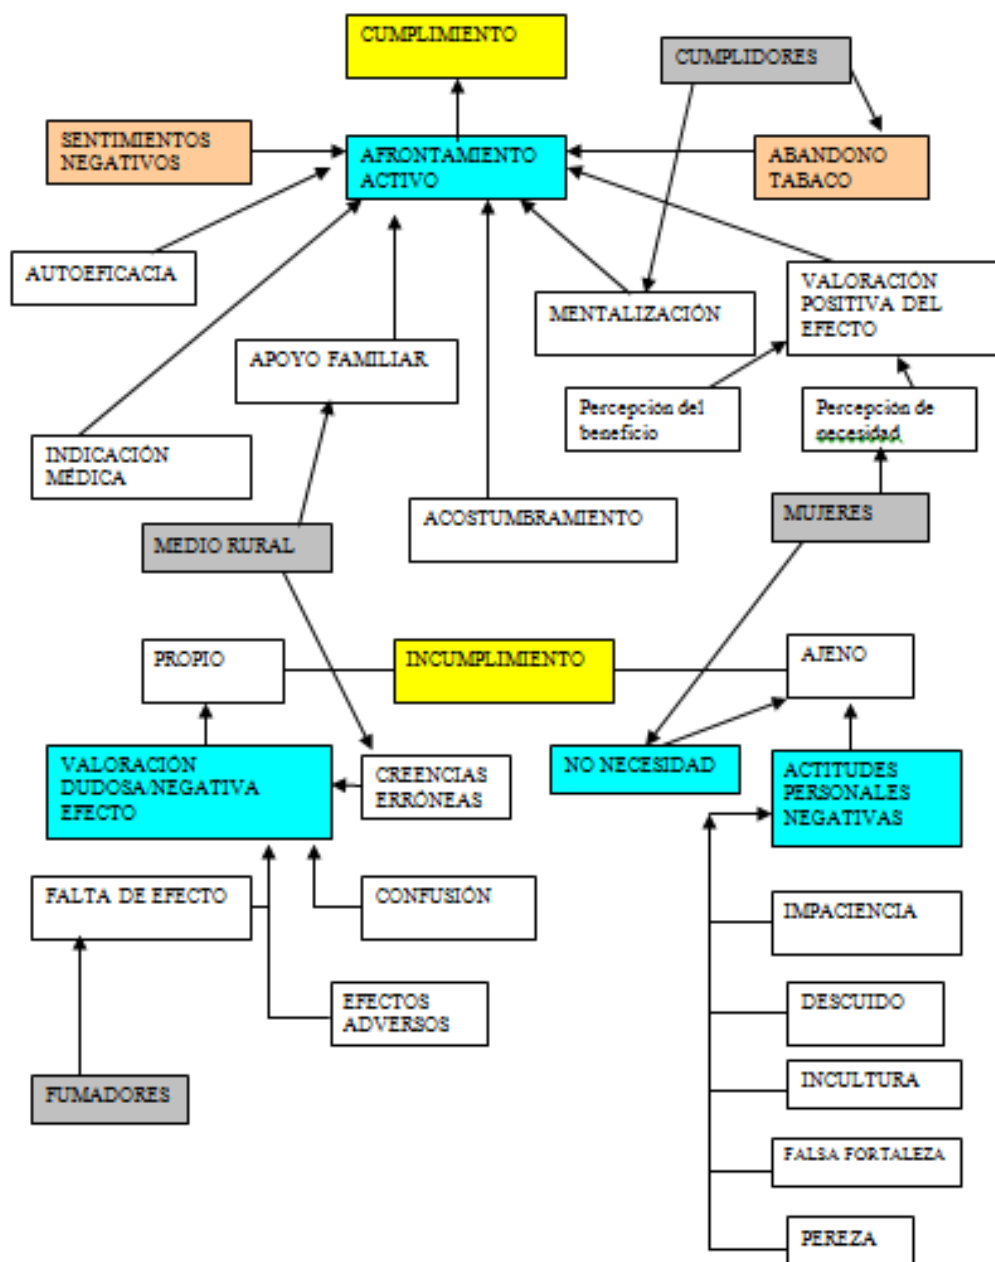 CUMPLIMIENTO
CUMPLIDORES
SENTIMIENTOS
NEGATIVOS
AFRONTAMIENTO
ACTIVO
ABANDONO
TABACO
AUTOEFICACIA
MENTALIZACIÓN
VALORACIÓN
POSITIVA DEL
EFECTO
APOYO FAMILIAR
Percepción del
beneficio
Percepción de
necesidad,
INDICACIÓN
MÉDICA
ACOSTUMBRAMIENTO
MUJERES
MEDIO RURAL
PROPIO
INCUMPLIMIENTO
AJENO
VALORACIÓN
DUDOSA/NEGATIVA
EFECTO
CREENCIAS
ERRÓNEAS
NO NECESIDAD
ACTITUDES
PERSONALES
NEGATIVAS
FALTA DE EFECTO
CONFUSIÓN
IMPACIENCIA
EFECTOS
ADVERSOS
DESCUIDO
FUMADORES
INCULTURA
FALSA FORTALEZA
PEREZA